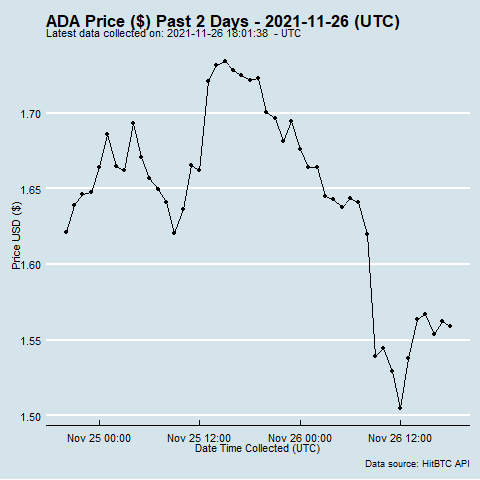 ADA Price ($) Past 2 Days - 2021-11-26 (UTC)
Latest data collected on: 2021-11-26 18:01:38 - UTC
1.70
1.65
1.60
1.55
1.50
Price USD ($)
Nov 25 00:00
Nov 25 12:00
Nov 26 00:00
Nov 26 12:00
Date Time Collected (UTC)
Data source: HitBTC API